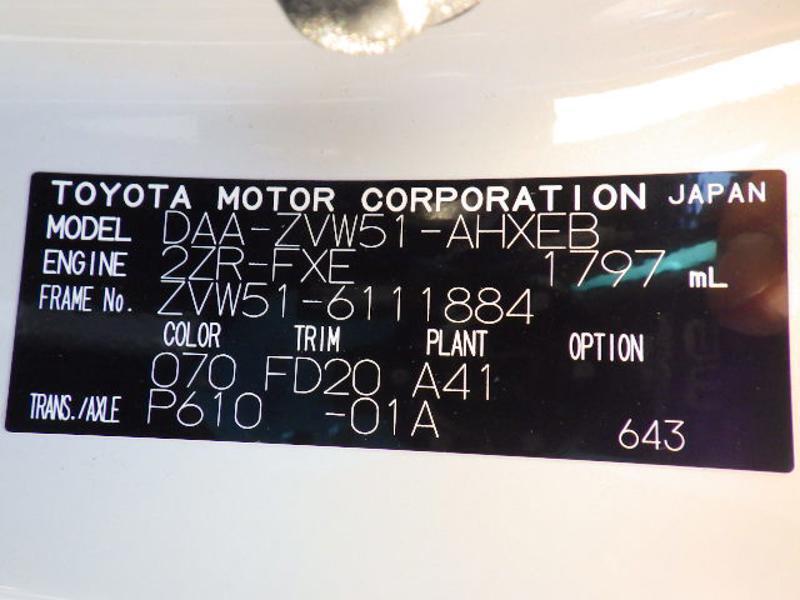 TOYOTA MOTOR CORPORATION JAPAN
MODEL DAA-ZVW51-AHXEB
ENGINE 2ZR-FXE 1797 mL
FRAME No. ZVW51-6111884
COLOR TRIM PLANT OPTION
070 FD20 A41
TRANS./AXLE P610 -01A 643